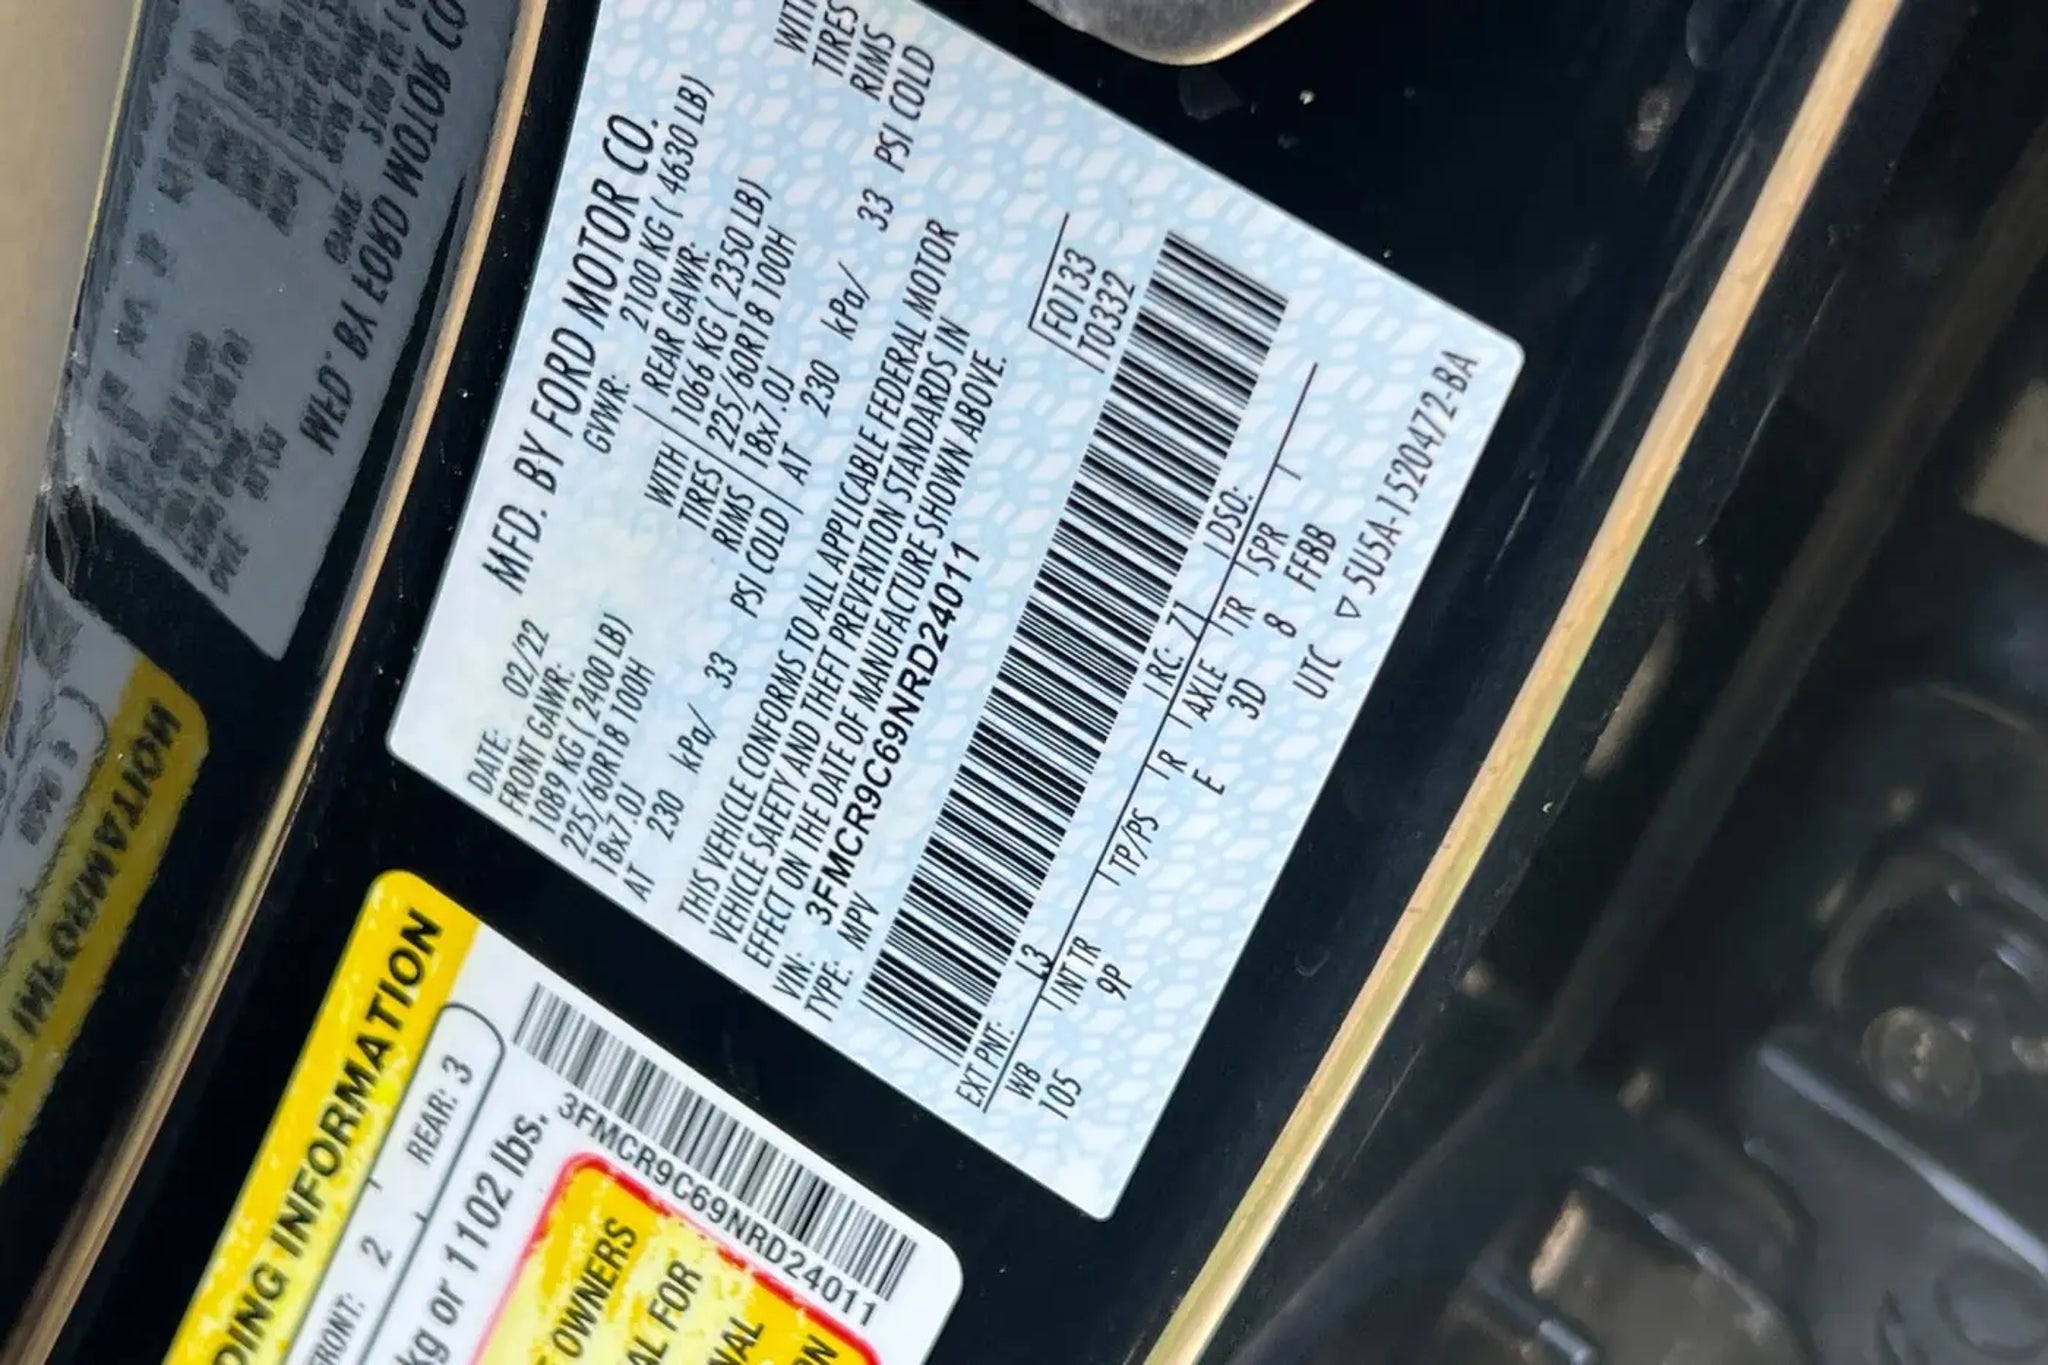 MFD. BY FORD MOTOR CO.
DATE: 02/22 GVWR: 2100 KG ( 4630 LB)
FRONT GAWR: WITH REAR GAWR: WITH
1089 KG ( 2400 LB) TIRES 1066 KG ( 2350 LB) TIRES
225/60R18 100H RIMS 225/60R18 100H RIMS
18x7.0J PSI COLD 18x7.0J PSI COLD
AT 230 kPa/ 33 AT 230 kPa/ 33
THIS VEHICLE CONFORMS TO ALL APPLICABLE FEDERAL MOTOR
VEHICLE SAFETY AND THEFT PREVENTION STANDARDS IN
EFFECT ON THE DATE OF MANUFACTURE SHOWN ABOVE.
VIN: 3FMCR9C69NRD24011 F0133
TYPE: MPV T0332
EXT PNT: L3 RC: 71 DSO:
WB INT TR TP/PS R AXLE TR SPR
105 9P E 3D 8 FFBB
UTC ▽ 5U5A-1520472-BA
DING INFORMATION
FRONT: 2 REAR: 3
kg or 1102 lbs.
3FMCR9C69NRD24011
OWNERS
AL FOR
NAL
ON